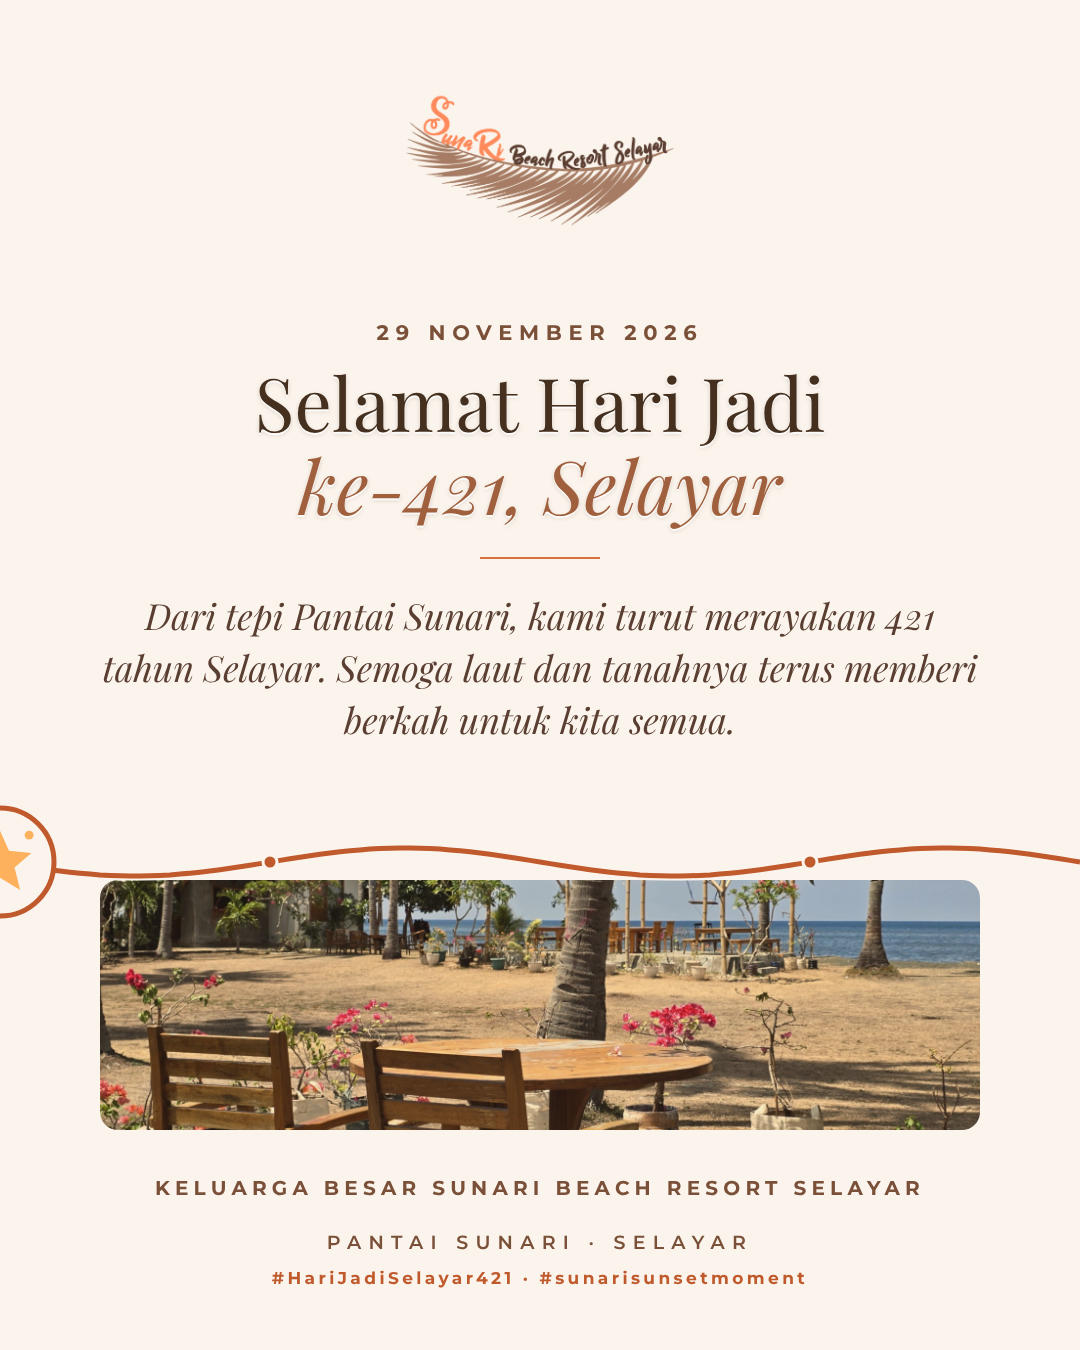 SunaRi Beach Resort Selayar
29 NOVEMBER 2026
Selamat Hari Jadi
ke-421, Selayar
Dari tepi Pantai Sunari, kami turut merayakan 421
tahun Selayar. Semoga laut dan tanahnya terus memberi
berkah untuk kita semua.
KELUARGA BESAR SUNARI BEACH RESORT SELAYAR
PANTAI SUNARI · SELAYAR
#HariJadiSelayar421 · #sunarisunsetmoment